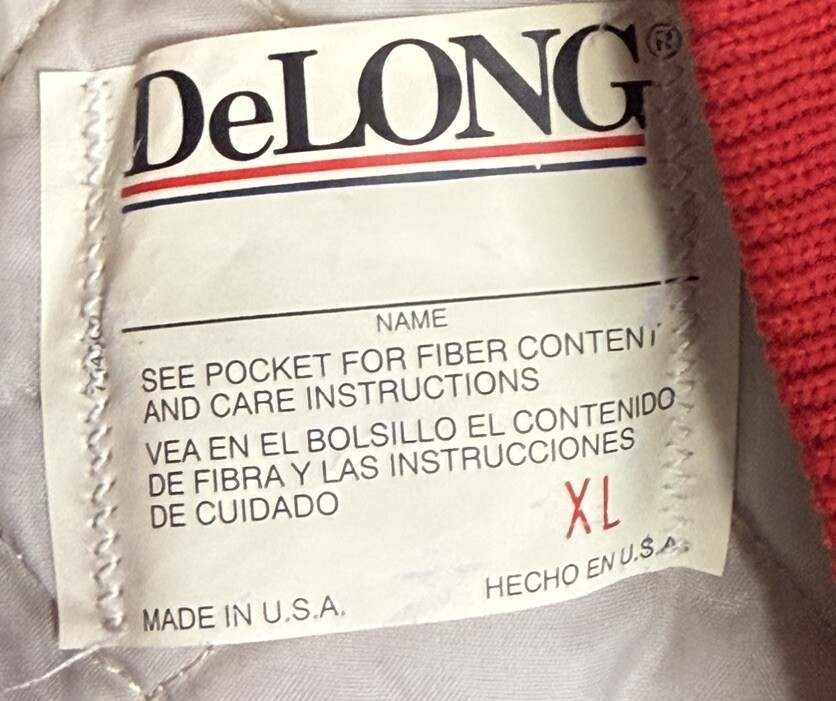 DeLONG®
NAME
SEE POCKET FOR FIBER CONTENT
AND CARE INSTRUCTIONS
VEA EN EL BOLSILLO EL CONTENIDO
DE FIBRA Y LAS INSTRUCCIONES
DE CUIDADO
XL
MADE IN U.S.A.
HECHO EN U.S.A.